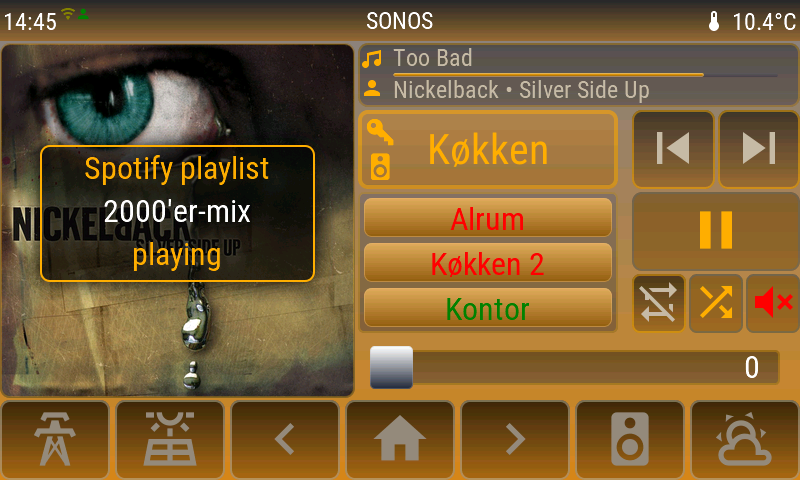 14:45
SONOS
10.4°C
Too Bad
Nickelback • Silver Side Up
Spotify playlist
2000'er-mix
playing
NICKELBACK
SILVER SIDE UP
Køkken
Alrum
Køkken 2
Kontor
0